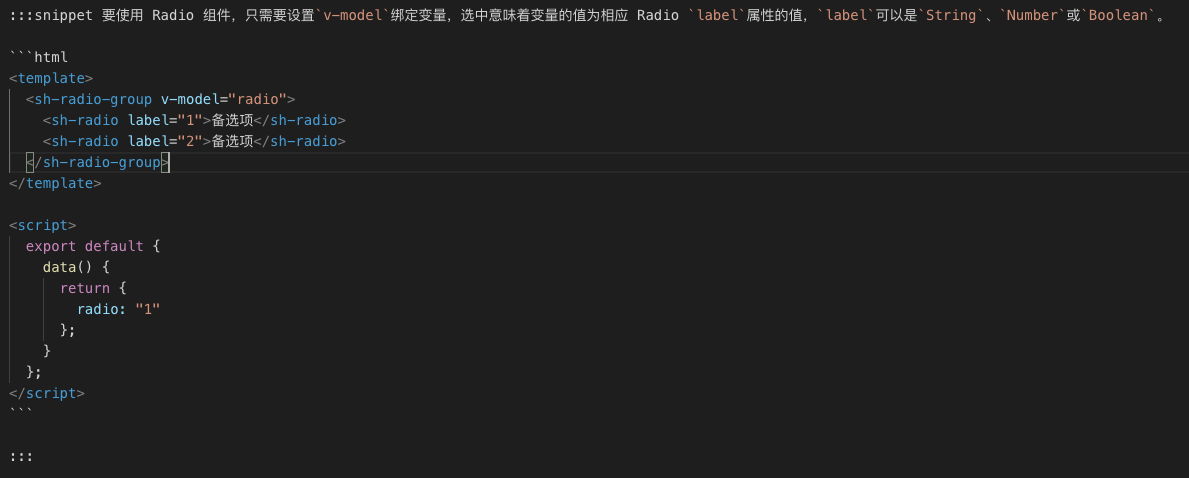 :::snippet 要使用 Radio 组件，只需要设置`v-model`绑定变量，选中意味着变量的值为相应 Radio `label`属性的值，`label`可以是`String`、`Number`或`Boolean`。
```html
<template>
  <sh-radio-group v-model="radio">
    <sh-radio label="1">备选项</sh-radio>
    <sh-radio label="2">备选项</sh-radio>
  </sh-radio-group>
</template>
<script>
  export default {
    data() {
      return {
        radio: "1"
      };
    }
  };
</script>
```
:::